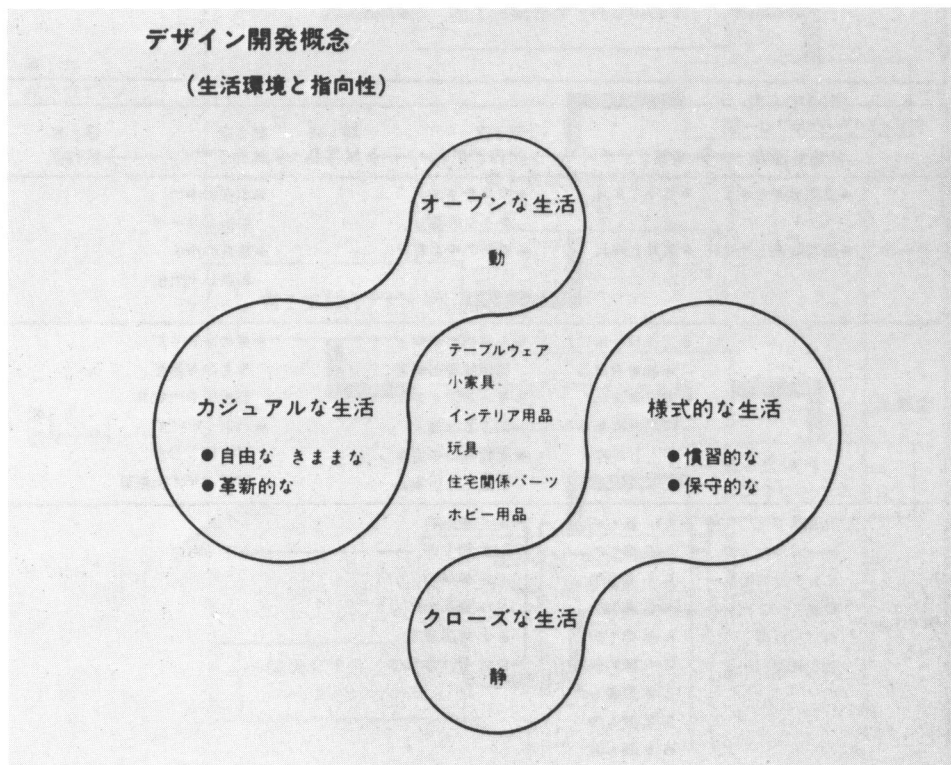 デザイン開発概念
(生活環境と指向性)
オープンな生活
動
カジュアルな生活
●自由な きままな
●革新的な
テーブルウェア
小家具
インテリア用品
玩具
住宅関係パーツ
ホビー用品
様式的な生活
●慣習的な
●保守的な
クローズな生活
静